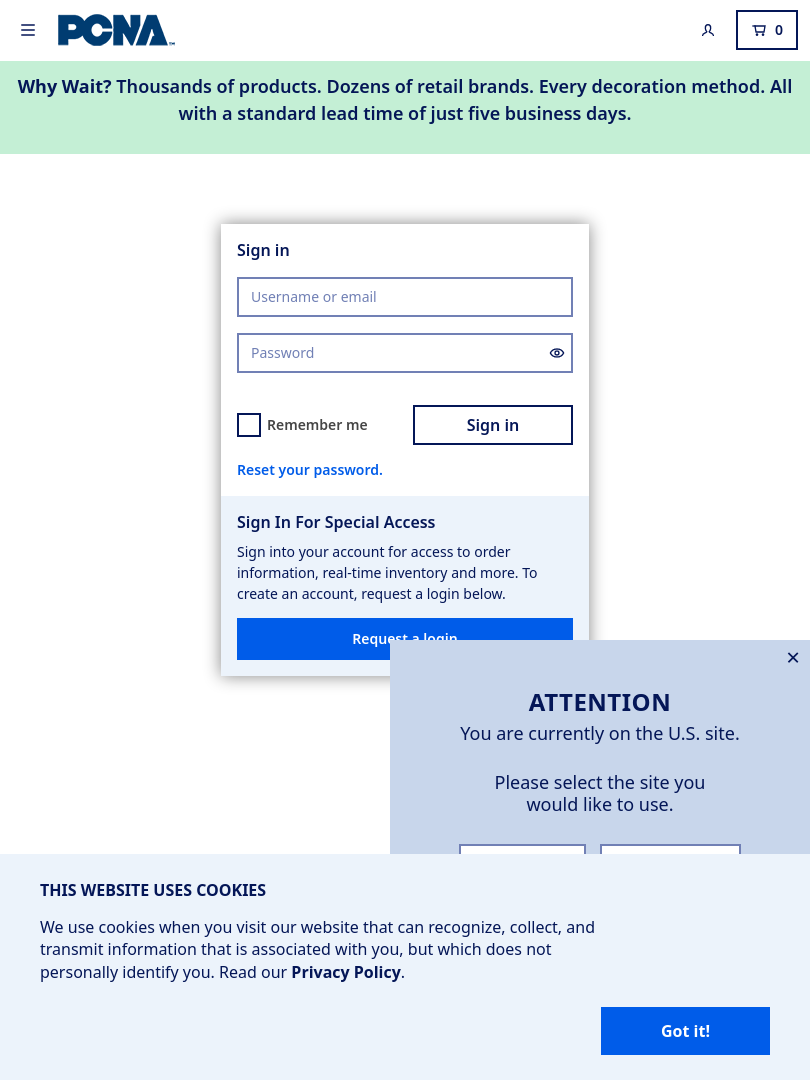 PCNA
0
Why Wait? Thousands of products. Dozens of retail brands. Every decoration method. All
with a standard lead time of just five business days.
Sign in
Username or email
Password
Remember me
Sign in
Reset your password.
Sign In For Special Access
Sign into your account for access to order
information, real-time inventory and more. To
create an account, request a login below.
Request a login
ATTENTION
You are currently on the U.S. site.
Please select the site you
would like to use.
THIS WEBSITE USES COOKIES
We use cookies when you visit our website that can recognize, collect, and
transmit information that is associated with you, but which does not
personally identify you. Read our Privacy Policy.
Got it!